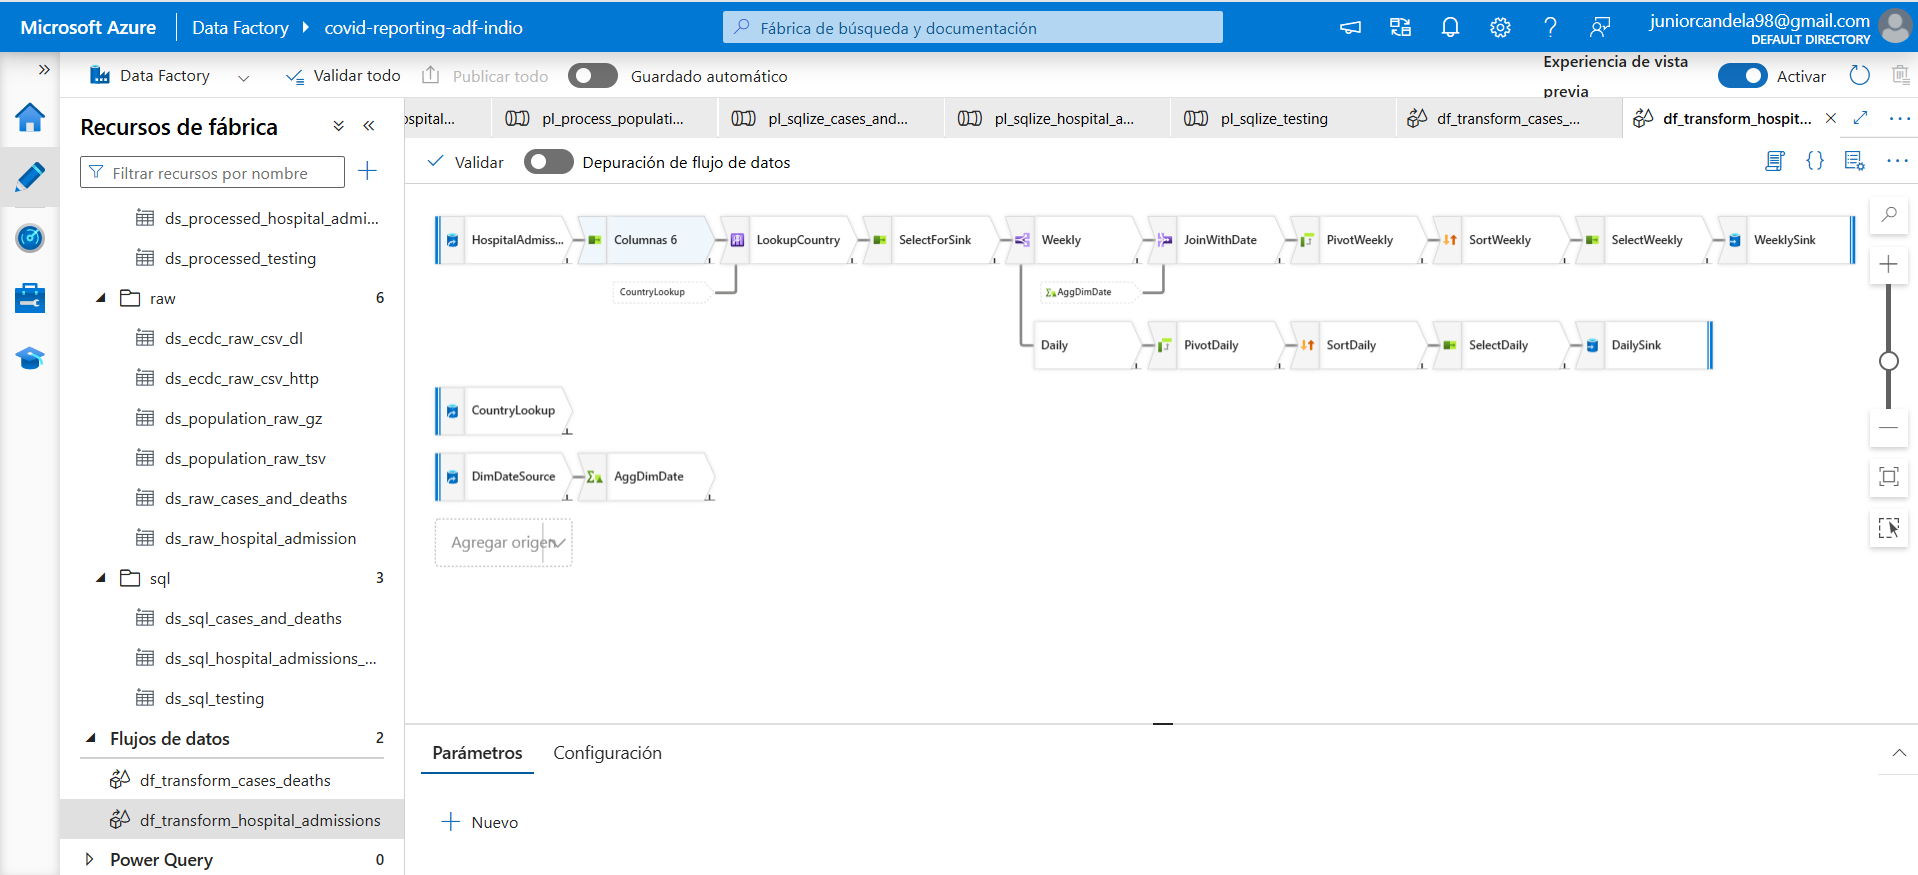 Microsoft Azure
Data Factory
covid-reporting-adf-indio
Fábrica de búsqueda y documentación
juniorcandela98@gmail.com
DEFAULT DIRECTORY
Data Factory
Validar todo
Publicar todo
Guardado automático
Experiencia de vista
previa
Activar
Recursos de fábrica
Filtrar recursos por nombre
ds_processed_hospital_admi...
ds_processed_testing
raw 6
ds_ecdc_raw_csv_dl
ds_ecdc_raw_csv_http
ds_population_raw_gz
ds_population_raw_tsv
ds_raw_cases_and_deaths
ds_raw_hospital_admission
sql 3
ds_sql_cases_and_deaths
ds_sql_hospital_admissions_...
ds_sql_testing
Flujos de datos 2
df_transform_cases_deaths
df_transform_hospital_admissions
Power Query 0
ospital...
pl_process_populati...
pl_sqlize_cases_and...
pl_sqlize_hospital_a...
pl_sqlize_testing
df_transform_cases_...
df_transform_hospit...
Validar
Depuración de flujo de datos
HospitalAdmiss...
Columnas 6
LookupCountry
SelectForSink
Weekly
JoinWithDate
PivotWeekly
SortWeekly
SelectWeekly
WeeklySink
CountryLookup
AggDimDate
Daily
PivotDaily
SortDaily
SelectDaily
DailySink
CountryLookup
DimDateSource
AggDimDate
Agregar origen
Parámetros
Configuración
Nuevo